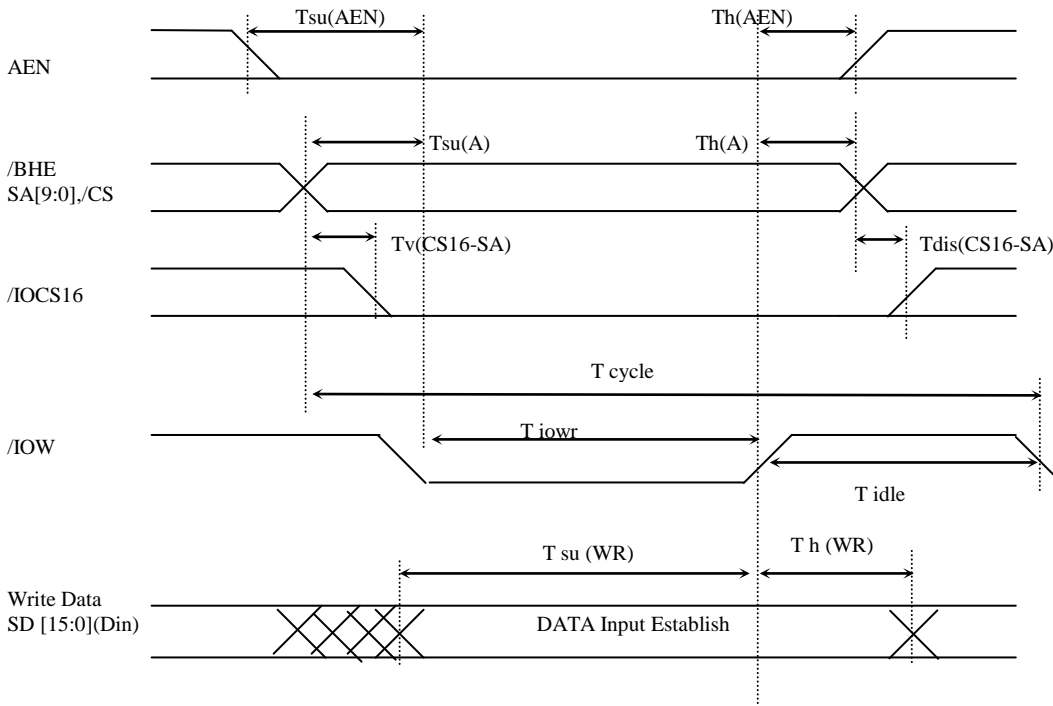 Tsu(AEN)
Th(AEN)
AEN
Tsu(A)
Th(A)
/BHE
SA[9:0],/CS
Tv(CS16-SA)
Tdis(CS16-SA)
/IOCS16
T cycle
T iowr
/IOW
T idle
T su (WR)
T h (WR)
Write Data
SD [15:0](Din)
DATA Input Establish